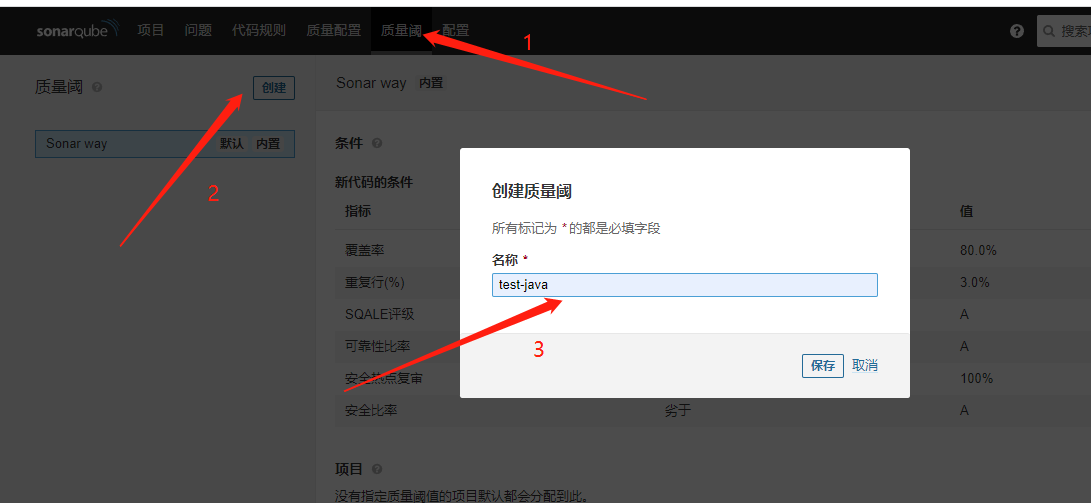 sonarqube 项目 问题 代码规则 质量配置 质量阈 配置 ? 搜索
1
质量阈 ? 创建
Sonar way 内置
Sonar way 默认 内置
2
条件 ?
新代码的条件
指标 值
覆盖率 80.0%
重复行(%) 3.0%
SQALE评级 A
可靠性比率 A
安全热点复审 100%
安全比率 劣于 A
创建质量阈
所有标记为 * 的都是必填字段
名称 *
test-java
3
保存 取消
项目 ?
没有指定质量阈值的项目默认都会分配到此。